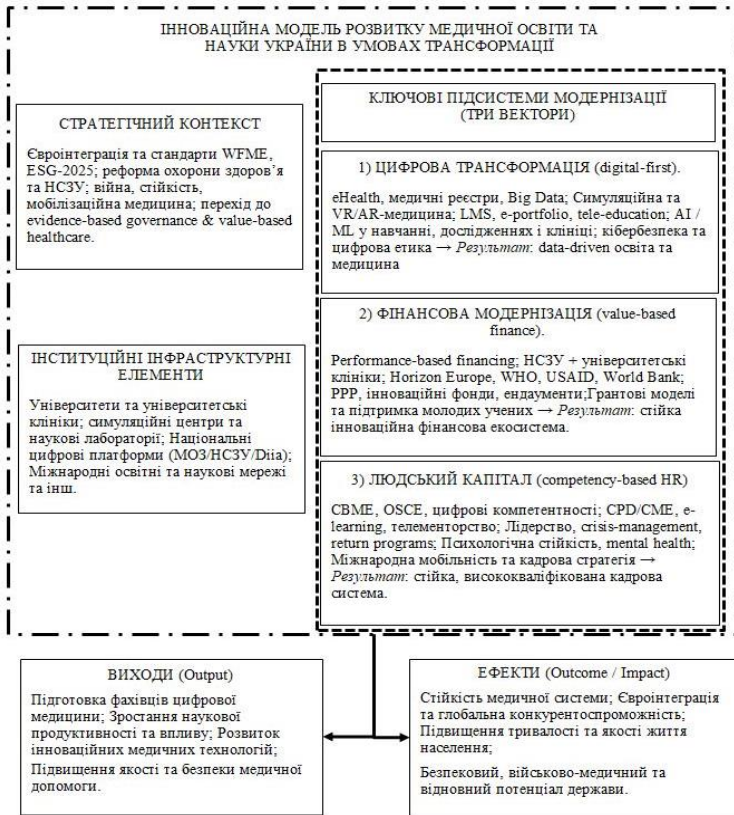 ІННОВАЦІЙНА МОДЕЛЬ РОЗВИТКУ МЕДИЧНОЇ ОСВІТИ ТА
НАУКИ УКРАЇНИ В УМОВАХ ТРАНСФОРМАЦІЇ
СТРАТЕГІЧНИЙ КОНТЕКСТ
Євроінтеграція та стандарти WFME,
ESG-2025; реформа охорони здоров’я
та НСЗУ; війна, стійкість,
мобілізаційна медицина; перехід до
evidence-based governance & value-based
healthcare.
ІНСТИТУЦІЙНІ ІНФРАСТРУКТУРНІ
ЕЛЕМЕНТИ
Університети та університетські
клініки; симуляційні центри та
наукові лабораторії; Національні
цифрові платформи (МОЗ/НСЗУ/Diia);
Міжнародні освітні та наукові мережі
та інш.
КЛЮЧОВІ ПІДСИСТЕМИ МОДЕРНІЗАЦІЇ
(ТРИ ВЕКТОРИ)
1) ЦИФРОВА ТРАНСФОРМАЦІЯ (digital-first).
eHealth, медичні реєстри, Big Data; Симуляційна та
VR/AR-медицина; LMS, e-portfolio, tele-education; AI /
ML у навчанні, дослідженнях і клініці; кібербезпека та
цифрова етика → Результат: data-driven освіта та
медицина
2) ФІНАНСОВА МОДЕРНІЗАЦІЯ (value-based
finance).
Performance-based financing; НСЗУ + університетські
клініки; Horizon Europe, WHO, USAID, World Bank;
PPP, інноваційні фонди, ендаументи;Грантові моделі
та підтримка молодих учених → Результат: стійка
інноваційна фінансова екосистема.
3) ЛЮДСЬКИЙ КАПІТАЛ (competency-based HR)
CBME, OSCE, цифрові компетентності; CPD/CME, e-
learning, телементорство; Лідерство, crisis-management,
return programs; Психологічна стійкість, mental health;
Міжнародна мобільність та кадрова стратегія →
Результат: стійка, висококваліфікована кадрова
система.
ВИХОДИ (Output)
Підготовка фахівців цифрової
медицини; Зростання наукової
продуктивності та впливу; Розвиток
інноваційних медичних технологій;
Підвищення якості та безпеки медичної
допомоги.
ЕФЕКТИ (Outcome / Impact)
Стійкість медичної системи; Євроінтеграція
та глобальна конкурентоспроможність;
Підвищення тривалості та якості життя
населення;
Безпековий, військово-медичний та
відновний потенціал держави.